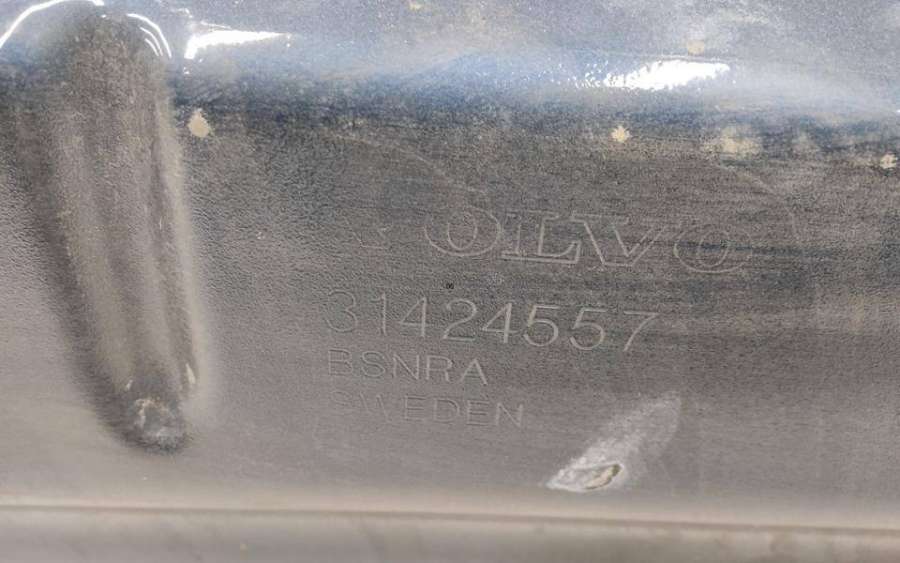 VOLVO
31424557
BSNRA
SWEDEN